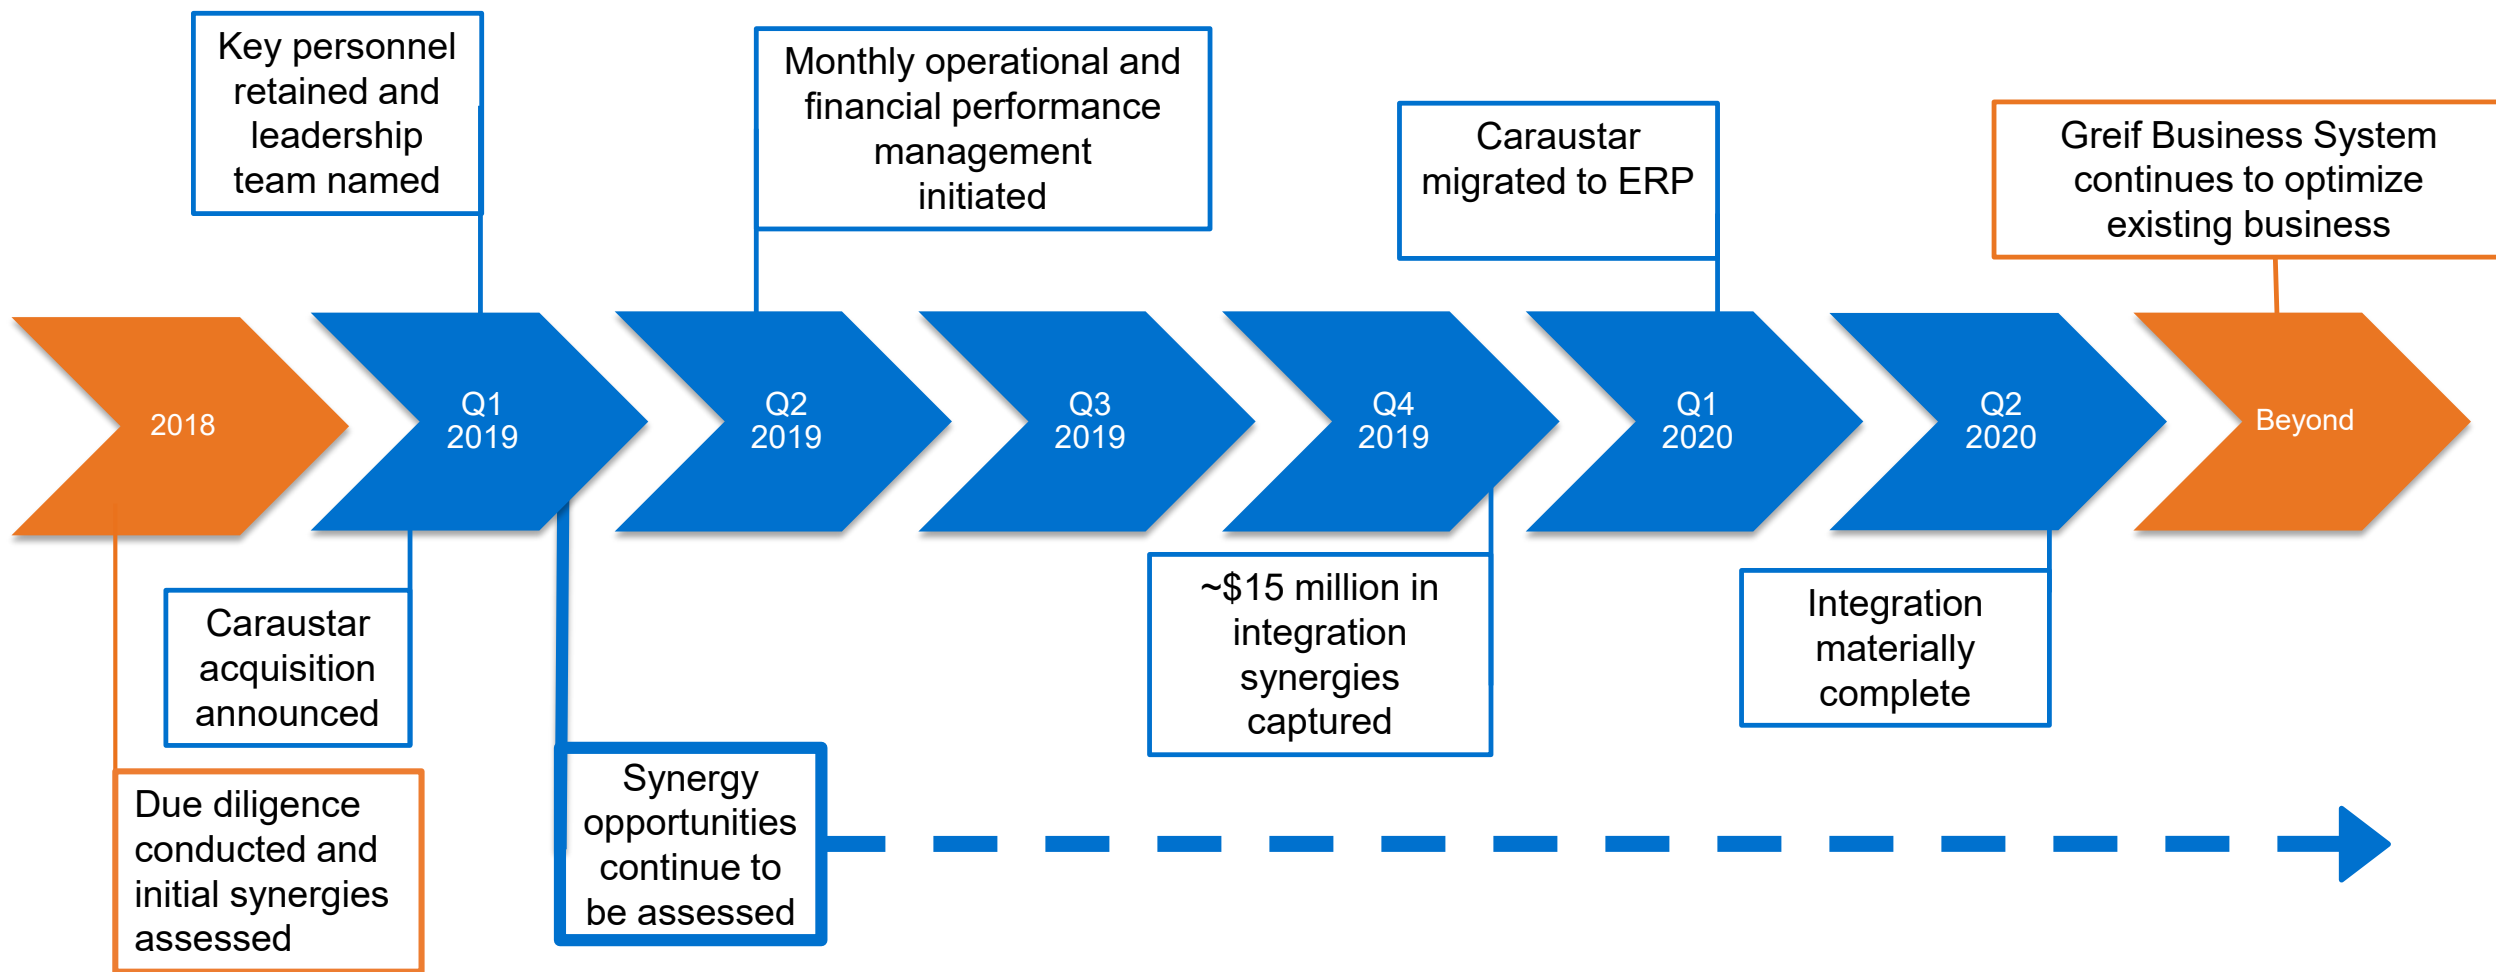 Key personnel
retained and
leadership
team named
Monthly operational and
financial performance
management
initiated
Caraustar
migrated to ERP
Greif Business System
continues to optimize
existing business
2018
Q1
2019
Q2
2019
Q3
2019
Q4
2019
Q1
2020
Q2
2020
Beyond
Caraustar
acquisition
announced
~$15 million in
integration
synergies
captured
Integration
materially
complete
Due diligence
conducted and
initial synergies
assessed
Synergy
opportunities
continue to
be assessed